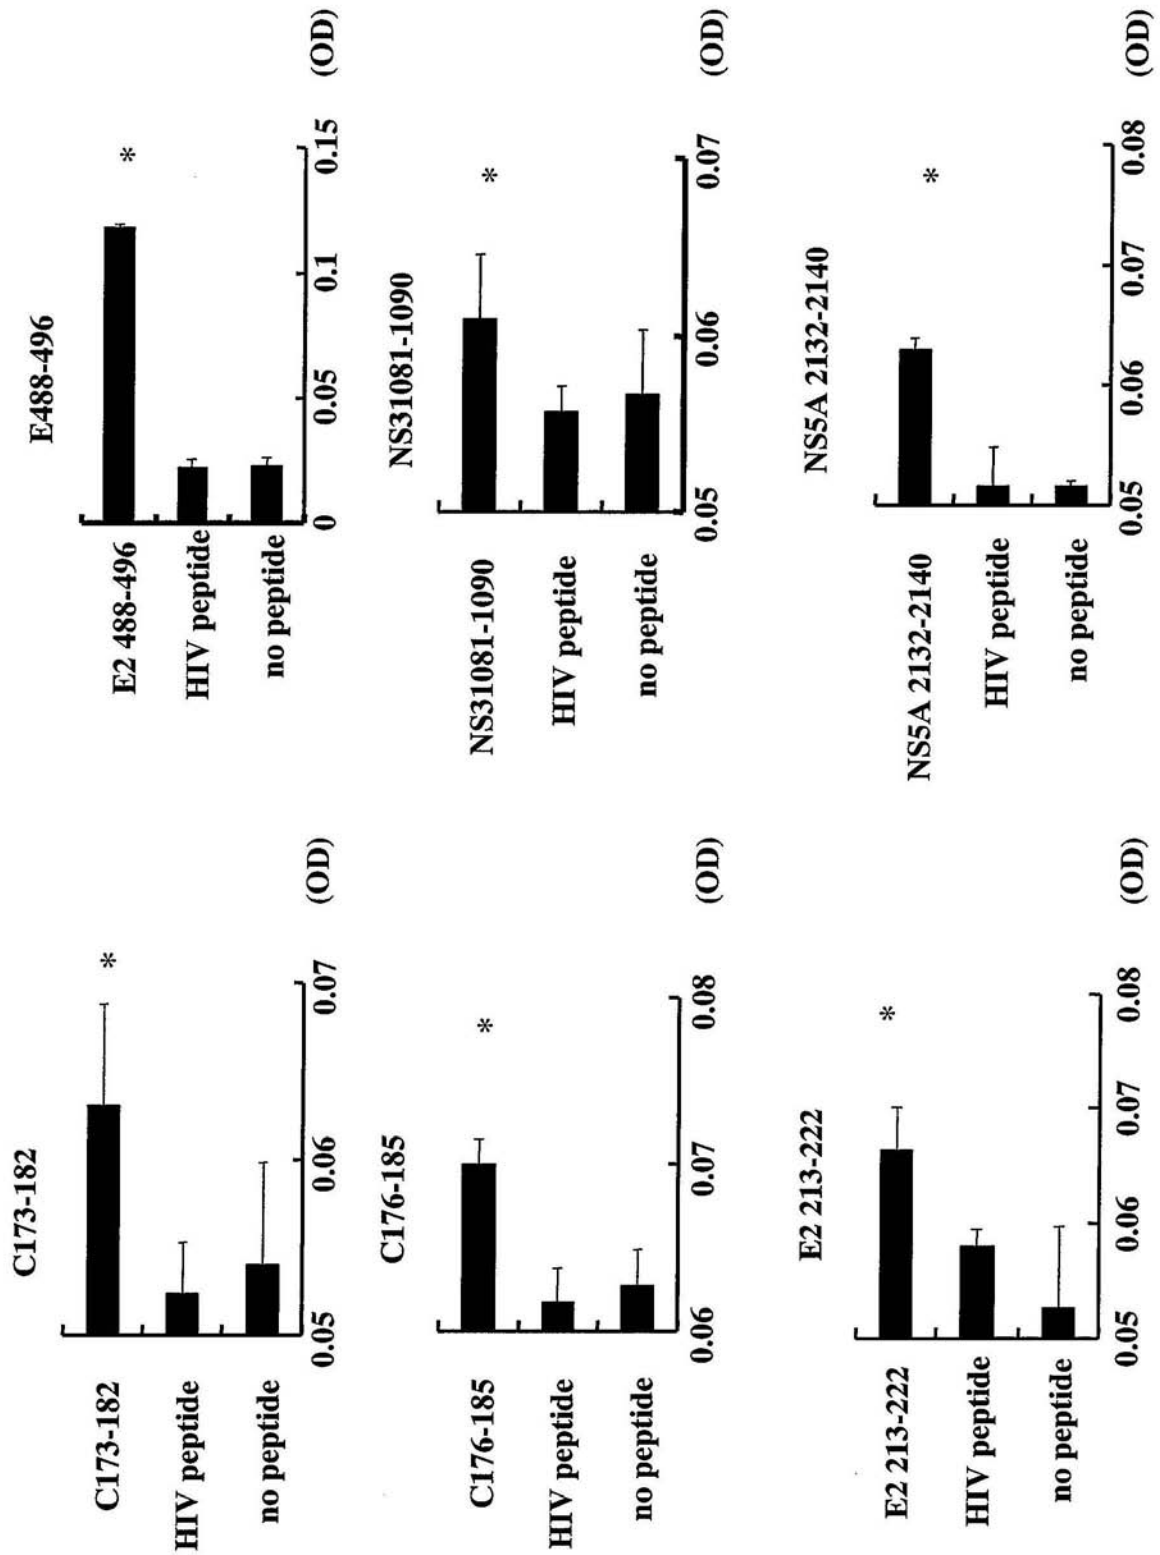 C173-182
C173-182
*
HIV peptide
no peptide
0.05
0.06
0.07
(OD)
E488-496
E2 488-496
*
HIV peptide
no peptide
0
0.05
0.1
0.15
(OD)
C176-185
C176-185
*
HIV peptide
no peptide
0.06
0.07
0.08
(OD)
NS31081-1090
NS31081-1090
*
HIV peptide
no peptide
0.05
0.06
0.07
(OD)
E2 213-222
E2 213-222
*
HIV peptide
no peptide
0.05
0.06
0.07
0.08
(OD)
NS5A 2132-2140
NS5A 2132-2140
*
HIV peptide
no peptide
0.05
0.06
0.07
0.08
(OD)